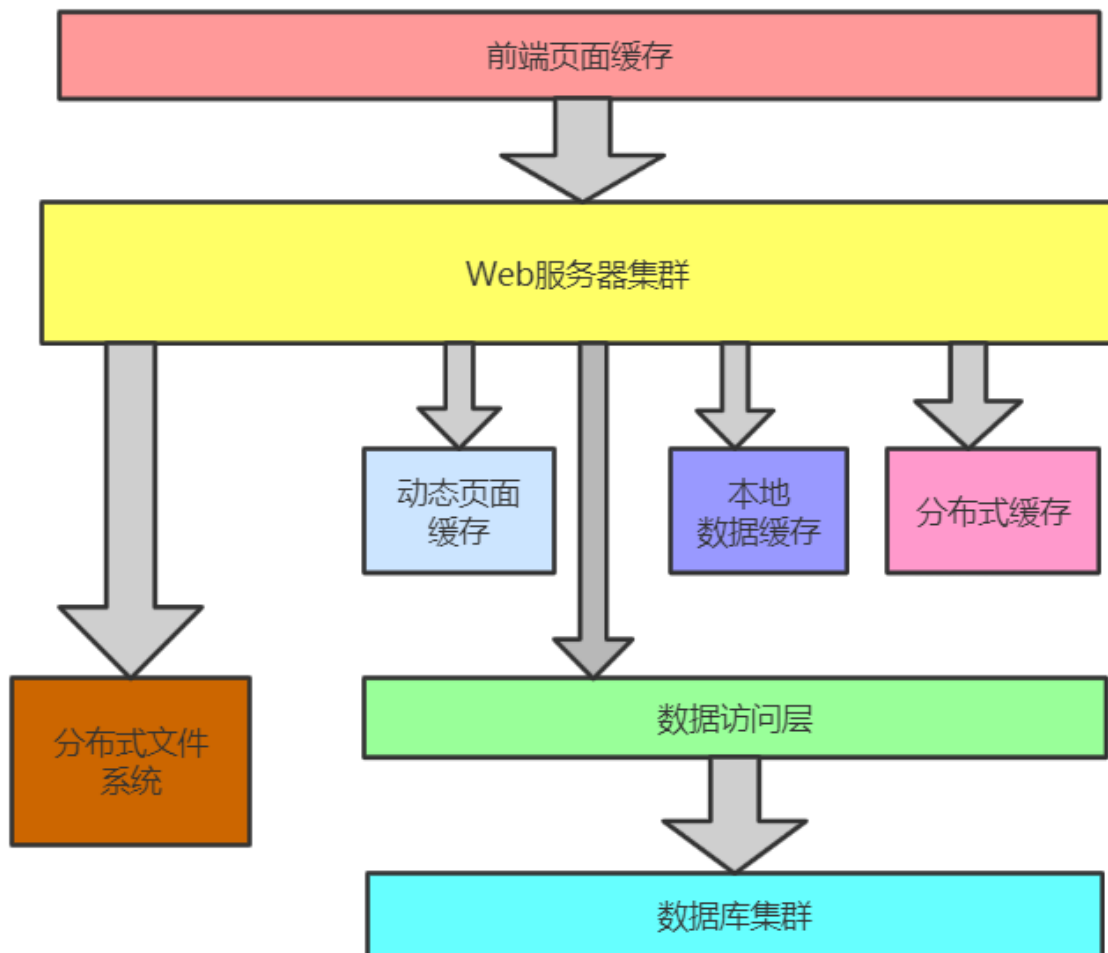 前端页面缓存
Web服务器集群
动态页面
缓存
本地
数据缓存
分布式缓存
分布式文件
系统
数据访问层
数据库集群